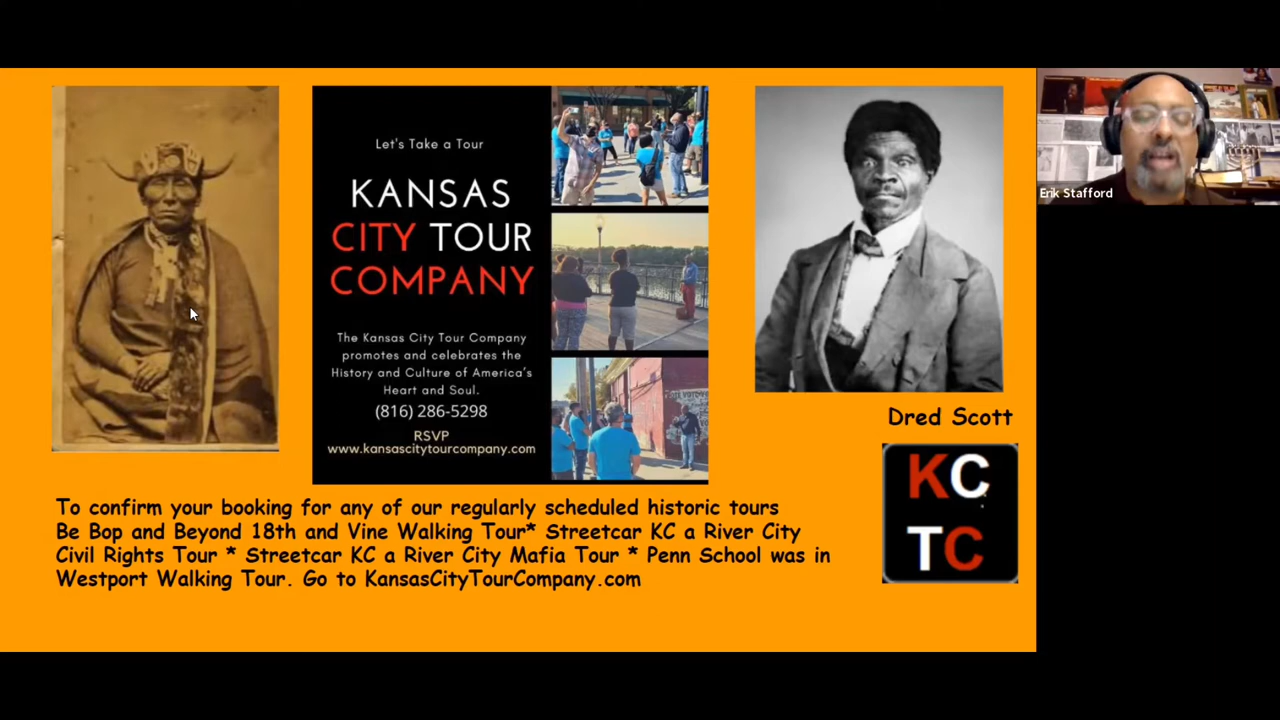 Let's Take a Tour
KANSAS
CITY TOUR
COMPANY
The Kansas City Tour Company
promotes and celebrates the
History and Culture of America's
Heart and Soul.
(816) 286-5298
RSVP
www.kansascitytourcompany.com
Dred Scott
KC
TC
To confirm your booking for any of our regularly scheduled historic tours
Be Bop and Beyond 18th and Vine Walking Tour* Streetcar KC a River City
Civil Rights Tour * Streetcar KC a River City Mafia Tour * Penn School was in
Westport Walking Tour. Go to KansasCityTourCompany.com
Erik Stafford